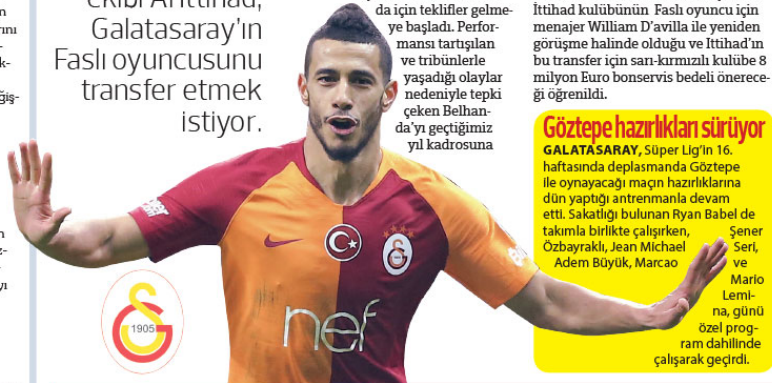 ekibi Al Ittihad,
Galatasaray’ın
Faslı oyuncusunu
transfer etmek
istiyor.
da için teklifler gelme-
ye başladı. Perfor-
mansı tartışılan
ve tribünlerle
yaşadığı olaylar
nedeniyle tepki
çeken Belhan-
da’yı geçtiğimiz
yıl kadrosuna
İttihad kulübünün Faslı oyuncu için
menajer William D’avilla ile yeniden
görüşme halinde olduğu ve Ittihad’ın
bu transfer için sarı-kırmızılı kulübe 8
milyon Euro bonservis bedeli önerece-
ği öğrenildi.
Göztepe hazırlıkları sürüyor
GALATASARAY, Süper Lig’in 16.
haftasında deplasmanda Göztepe
ile oynayacağı maçın hazırlıklarına
dün yaptığı antrenmanla devam
etti. Sakatlığı bulunan Ryan Babel de
takımla birlikte çalışırken, Şener
Özbayraklı, Jean Michael Seri,
Adem Büyük, Marcao ve
Mario
Lemi-
na, günü
özel prog-
ram dahilinde
çalışarak geçirdi.
nef
1905